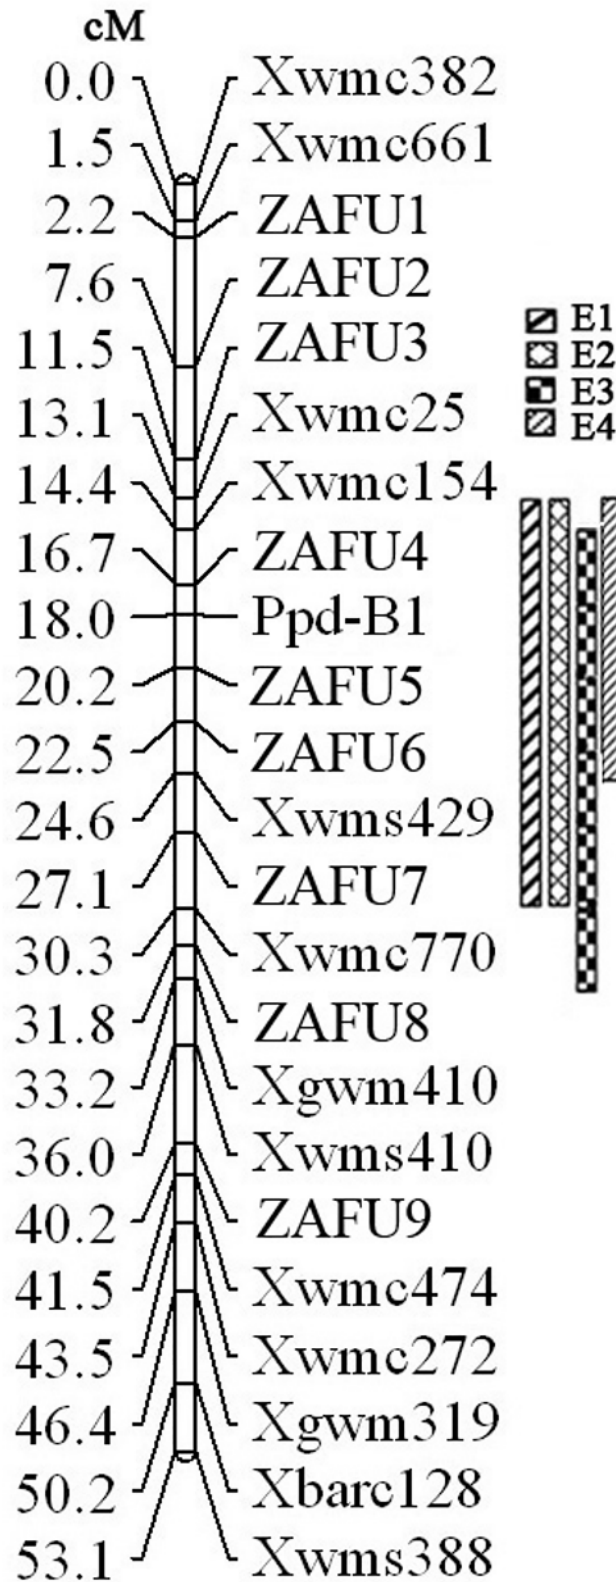 cM
0.0 Xwmc382
1.5 Xwmc661
2.2 ZAFU1
7.6 ZAFU2
11.5 ZAFU3
13.1 Xwmc25
14.4 Xwmc154
16.7 ZAFU4
18.0 Ppd-B1
20.2 ZAFU5
22.5 ZAFU6
24.6 Xwms429
27.1 ZAFU7
30.3 Xwmc770
31.8 ZAFU8
33.2 Xgwm410
36.0 Xwms410
40.2 ZAFU9
41.5 Xwmc474
43.5 Xwmc272
46.4 Xgwm319
50.2 Xbarc128
53.1 Xwms388
E1
E2
E3
E4